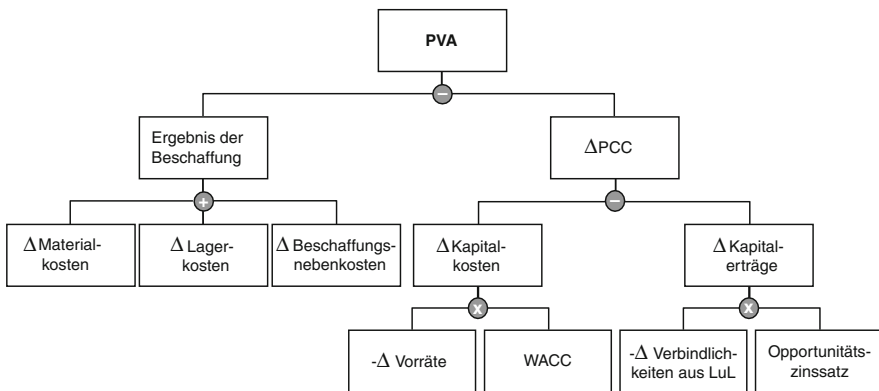 PVA
−
Ergebnis der
Beschaffung
ΔPCC
+
−
Δ Material-
kosten
Δ Lager-
kosten
Δ Beschaffungs-
nebenkosten
Δ Kapital-
kosten
Δ Kapital-
erträge
x
x
-Δ Vorräte
WACC
-Δ Verbindlich-
keiten aus LuL
Opportunitäts-
zinssatz